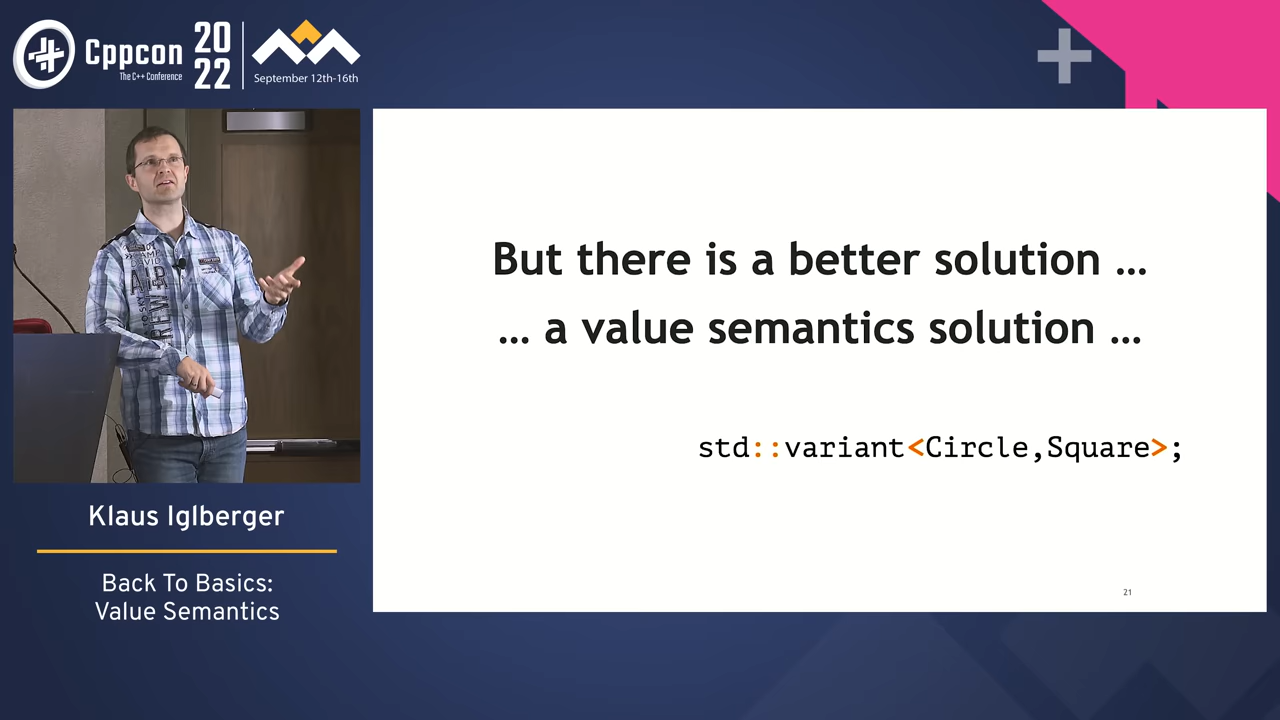 Cppcon
The C++ Conference
20
22
September 12th-16th
But there is a better solution …
… a value semantics solution …
std::variant<Circle,Square>;
21
Klaus Iglberger
Back To Basics:
Value Semantics